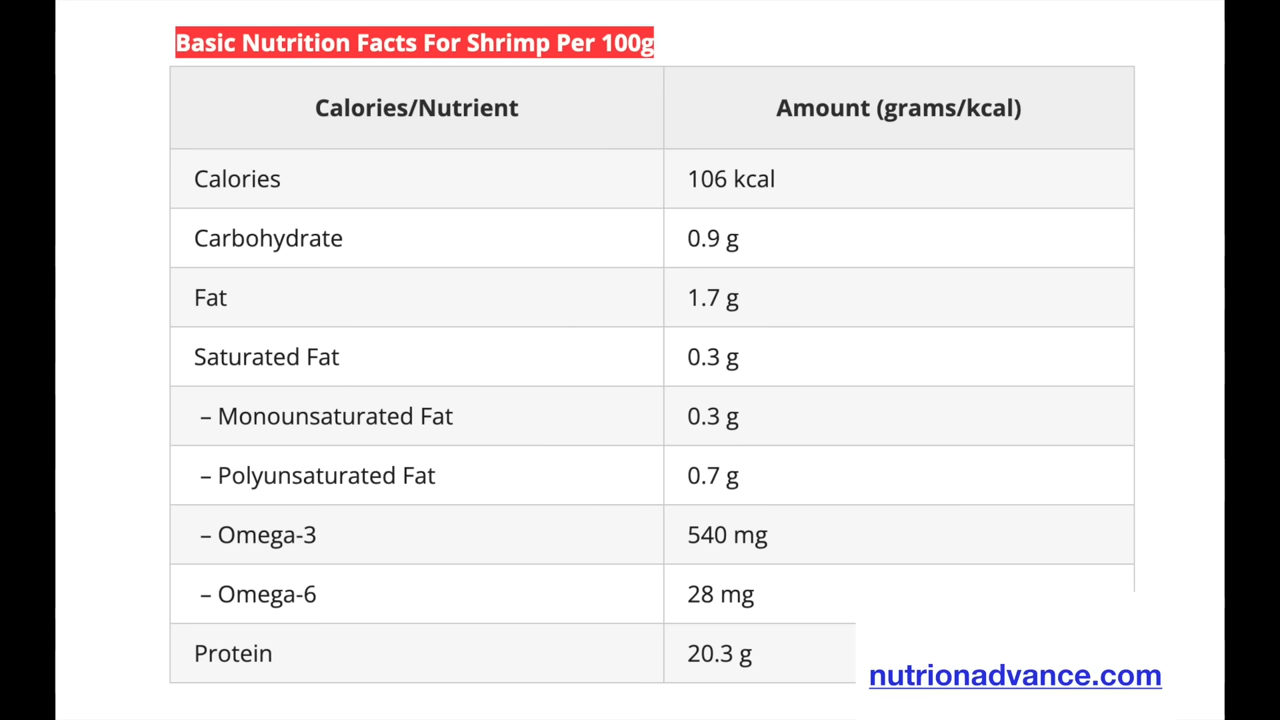 Basic Nutrition Facts For Shrimp Per 100g
Calories/Nutrient Amount (grams/kcal)
Calories 106 kcal
Carbohydrate 0.9 g
Fat 1.7 g
Saturated Fat 0.3 g
– Monounsaturated Fat 0.3 g
– Polyunsaturated Fat 0.7 g
– Omega-3 540 mg
– Omega-6 28 mg
Protein 20.3 g
nutrionadvance.com